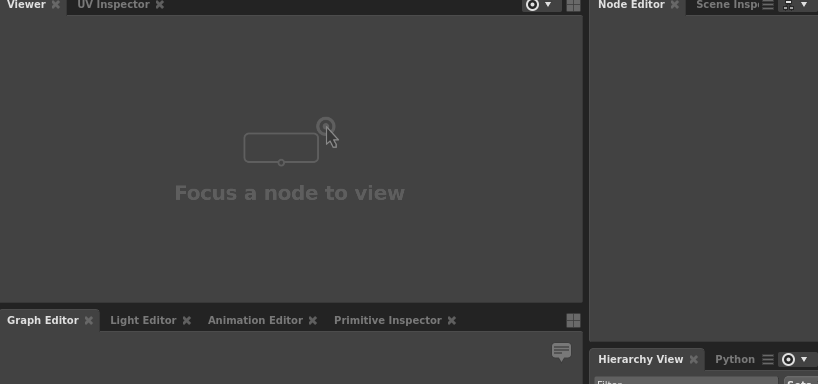 Viewer UV Inspector
Node Editor Scene Insp
Focus a node to view
Graph Editor Light Editor Animation Editor Primitive Inspector
Hierarchy View Python
Filter
Sets